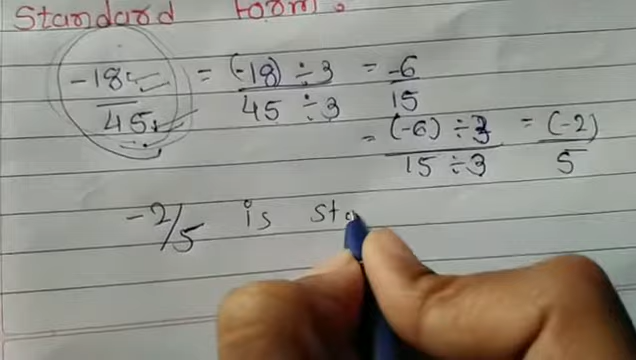 Standard form.
-18/45 = (-18) ÷ 3 / 45 ÷ 3 = -6/15
= (-6) ÷ 3 / 15 ÷ 3 = (-2)/5
-2/5 is sta